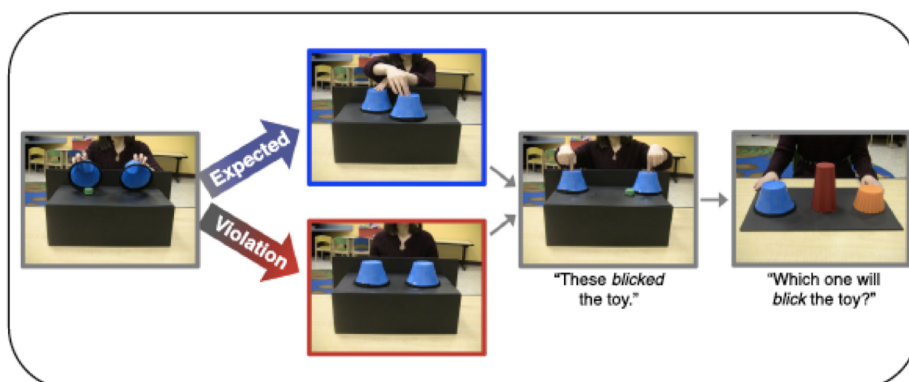 Expected
Violation
“These blicked
the toy.”
“Which one will
blick the toy?”